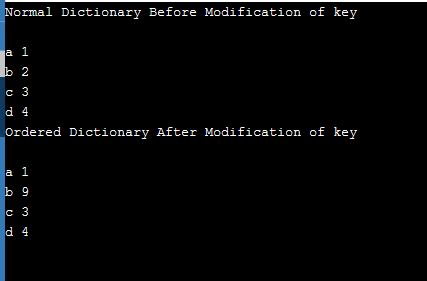 Normal Dictionary Before Modification of key
a 1
b 2
c 3
d 4
Ordered Dictionary After Modification of key
a 1
b 9
c 3
d 4